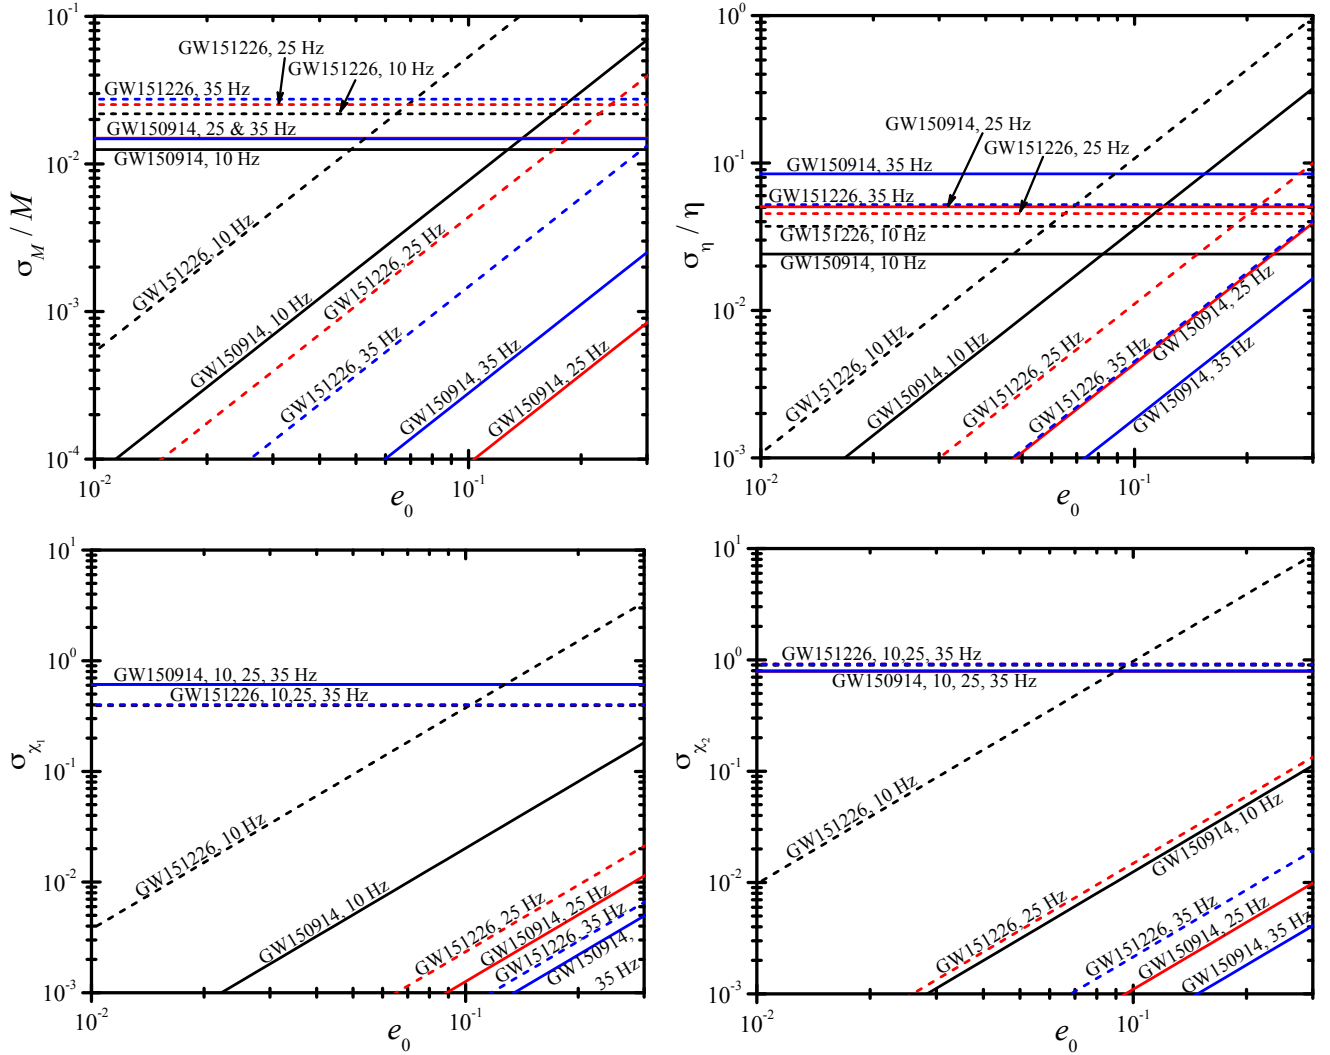 10^0
10^-1
10^-2
10^-3
10^-4
σ_M / M
GW151226, 25 Hz
GW151226, 10 Hz
GW151226, 35 Hz
GW150914, 25 & 35 Hz
GW150914, 10 Hz
GW151226, 10 Hz
GW150914, 10 Hz
GW151226, 25 Hz
GW151226, 35 Hz
GW150914, 35 Hz
GW150914, 25 Hz
10^-2
10^-1
e_0
10^0
10^-1
10^-2
10^-3
σ_η / η
GW150914, 25 Hz
GW151226, 25 Hz
GW150914, 35 Hz
GW151226, 35 Hz
GW151226, 10 Hz
GW150914, 10 Hz
GW151226, 10 Hz
GW150914, 10 Hz
GW151226, 25 Hz
GW151226, 35 Hz
GW150914, 25 Hz
GW150914, 35 Hz
10^-2
10^-1
e_0
10^1
10^0
10^-1
10^-2
10^-3
σ_χ_1
GW150914, 10, 25, 35 Hz
GW151226, 10,25, 35 Hz
GW151226, 10 Hz
GW150914, 10 Hz
GW151226, 25 Hz
GW150914, 25 Hz
GW151226, 35 Hz
GW150914,
35 Hz
10^-2
10^-1
e_0
10^1
10^0
10^-1
10^-2
10^-3
σ_χ_2
GW151226, 10,25, 35 Hz
GW150914, 10, 25, 35 Hz
GW151226, 10 Hz
GW150914, 10 Hz
GW151226, 25 Hz
GW151226, 35 Hz
GW150914, 25 Hz
GW150914, 35 Hz
10^-2
10^-1
e_0